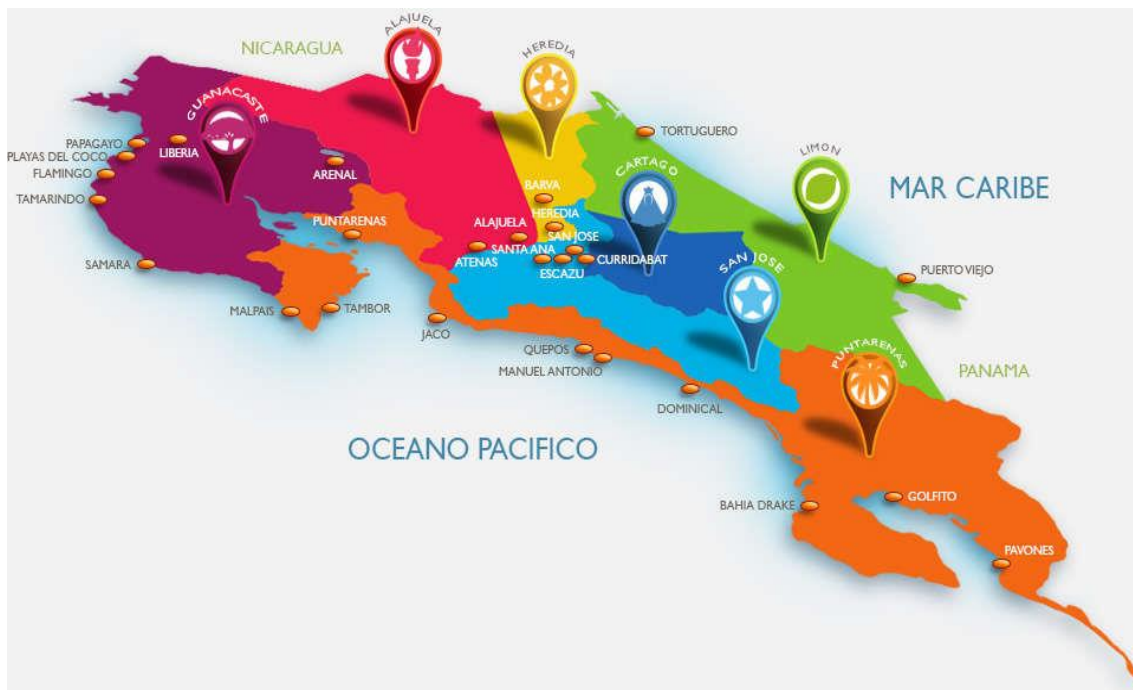 ALAJUELA
NICARAGUA
HEREDIA
GUANACASTE
TORTUGUERO
PAPAGAYO
LIBERIA
PLAYAS DEL COCO
LIMON
CARTAGO
FLAMINGO
ARENAL
MAR CARIBE
BARVA
TAMARINDO
HEREDIA
PUNTARENAS
ALAJUELA
SAN JOSE
SANTA ANA
ATENAS
ESCAZU
CURRIDABAT
SAN JOSE
SAMARA
PUERTO VIEJO
MALPAIS
TAMBOR
JACO
QUEPOS
MANUEL ANTONIO
PUNTARENAS
PANAMA
DOMINICAL
OCEANO PACIFICO
GOLFITO
BAHIA DRAKE
PAVONES